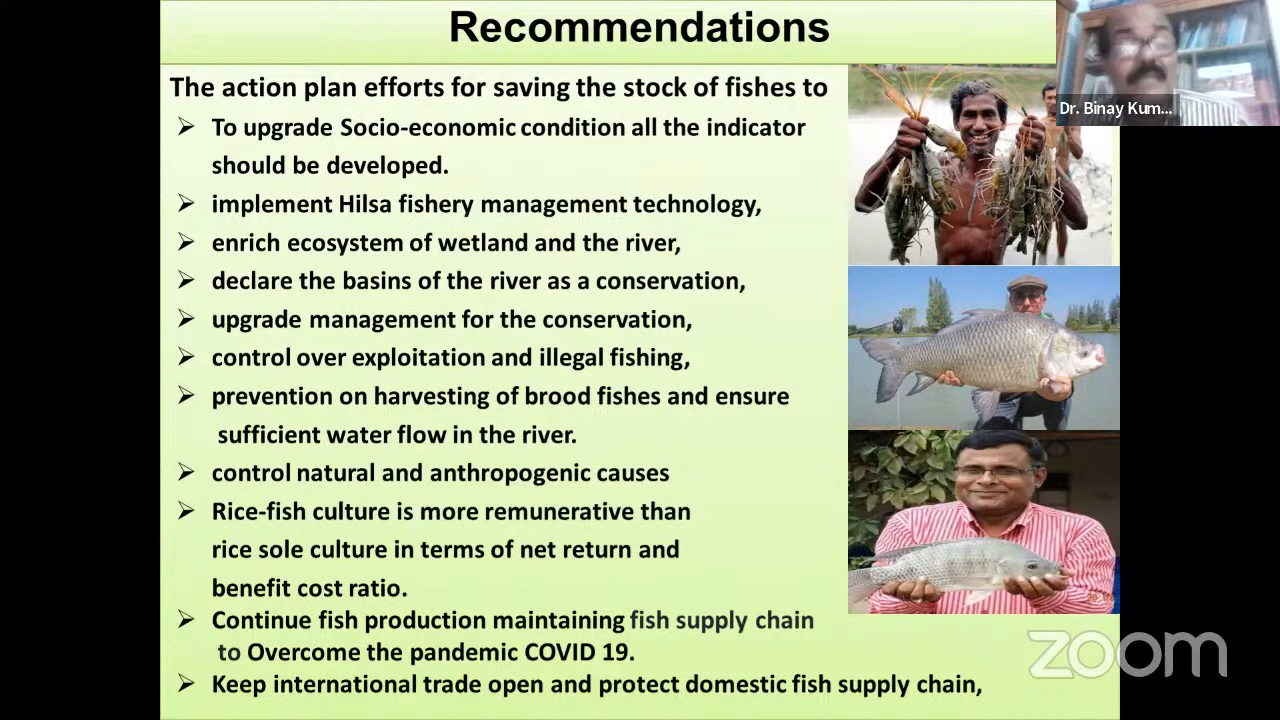 Recommendations
Dr. Binay Kum...
The action plan efforts for saving the stock of fishes to
➢ To upgrade Socio-economic condition all the indicator
should be developed.
➢ implement Hilsa fishery management technology,
➢ enrich ecosystem of wetland and the river,
➢ declare the basins of the river as a conservation,
➢ upgrade management for the conservation,
➢ control over exploitation and illegal fishing,
➢ prevention on harvesting of brood fishes and ensure
sufficient water flow in the river.
➢ control natural and anthropogenic causes
➢ Rice-fish culture is more remunerative than
rice sole culture in terms of net return and
benefit cost ratio.
➢ Continue fish production maintaining fish supply chain
to Overcome the pandemic COVID 19.
➢ Keep international trade open and protect domestic fish supply chain,
zoom